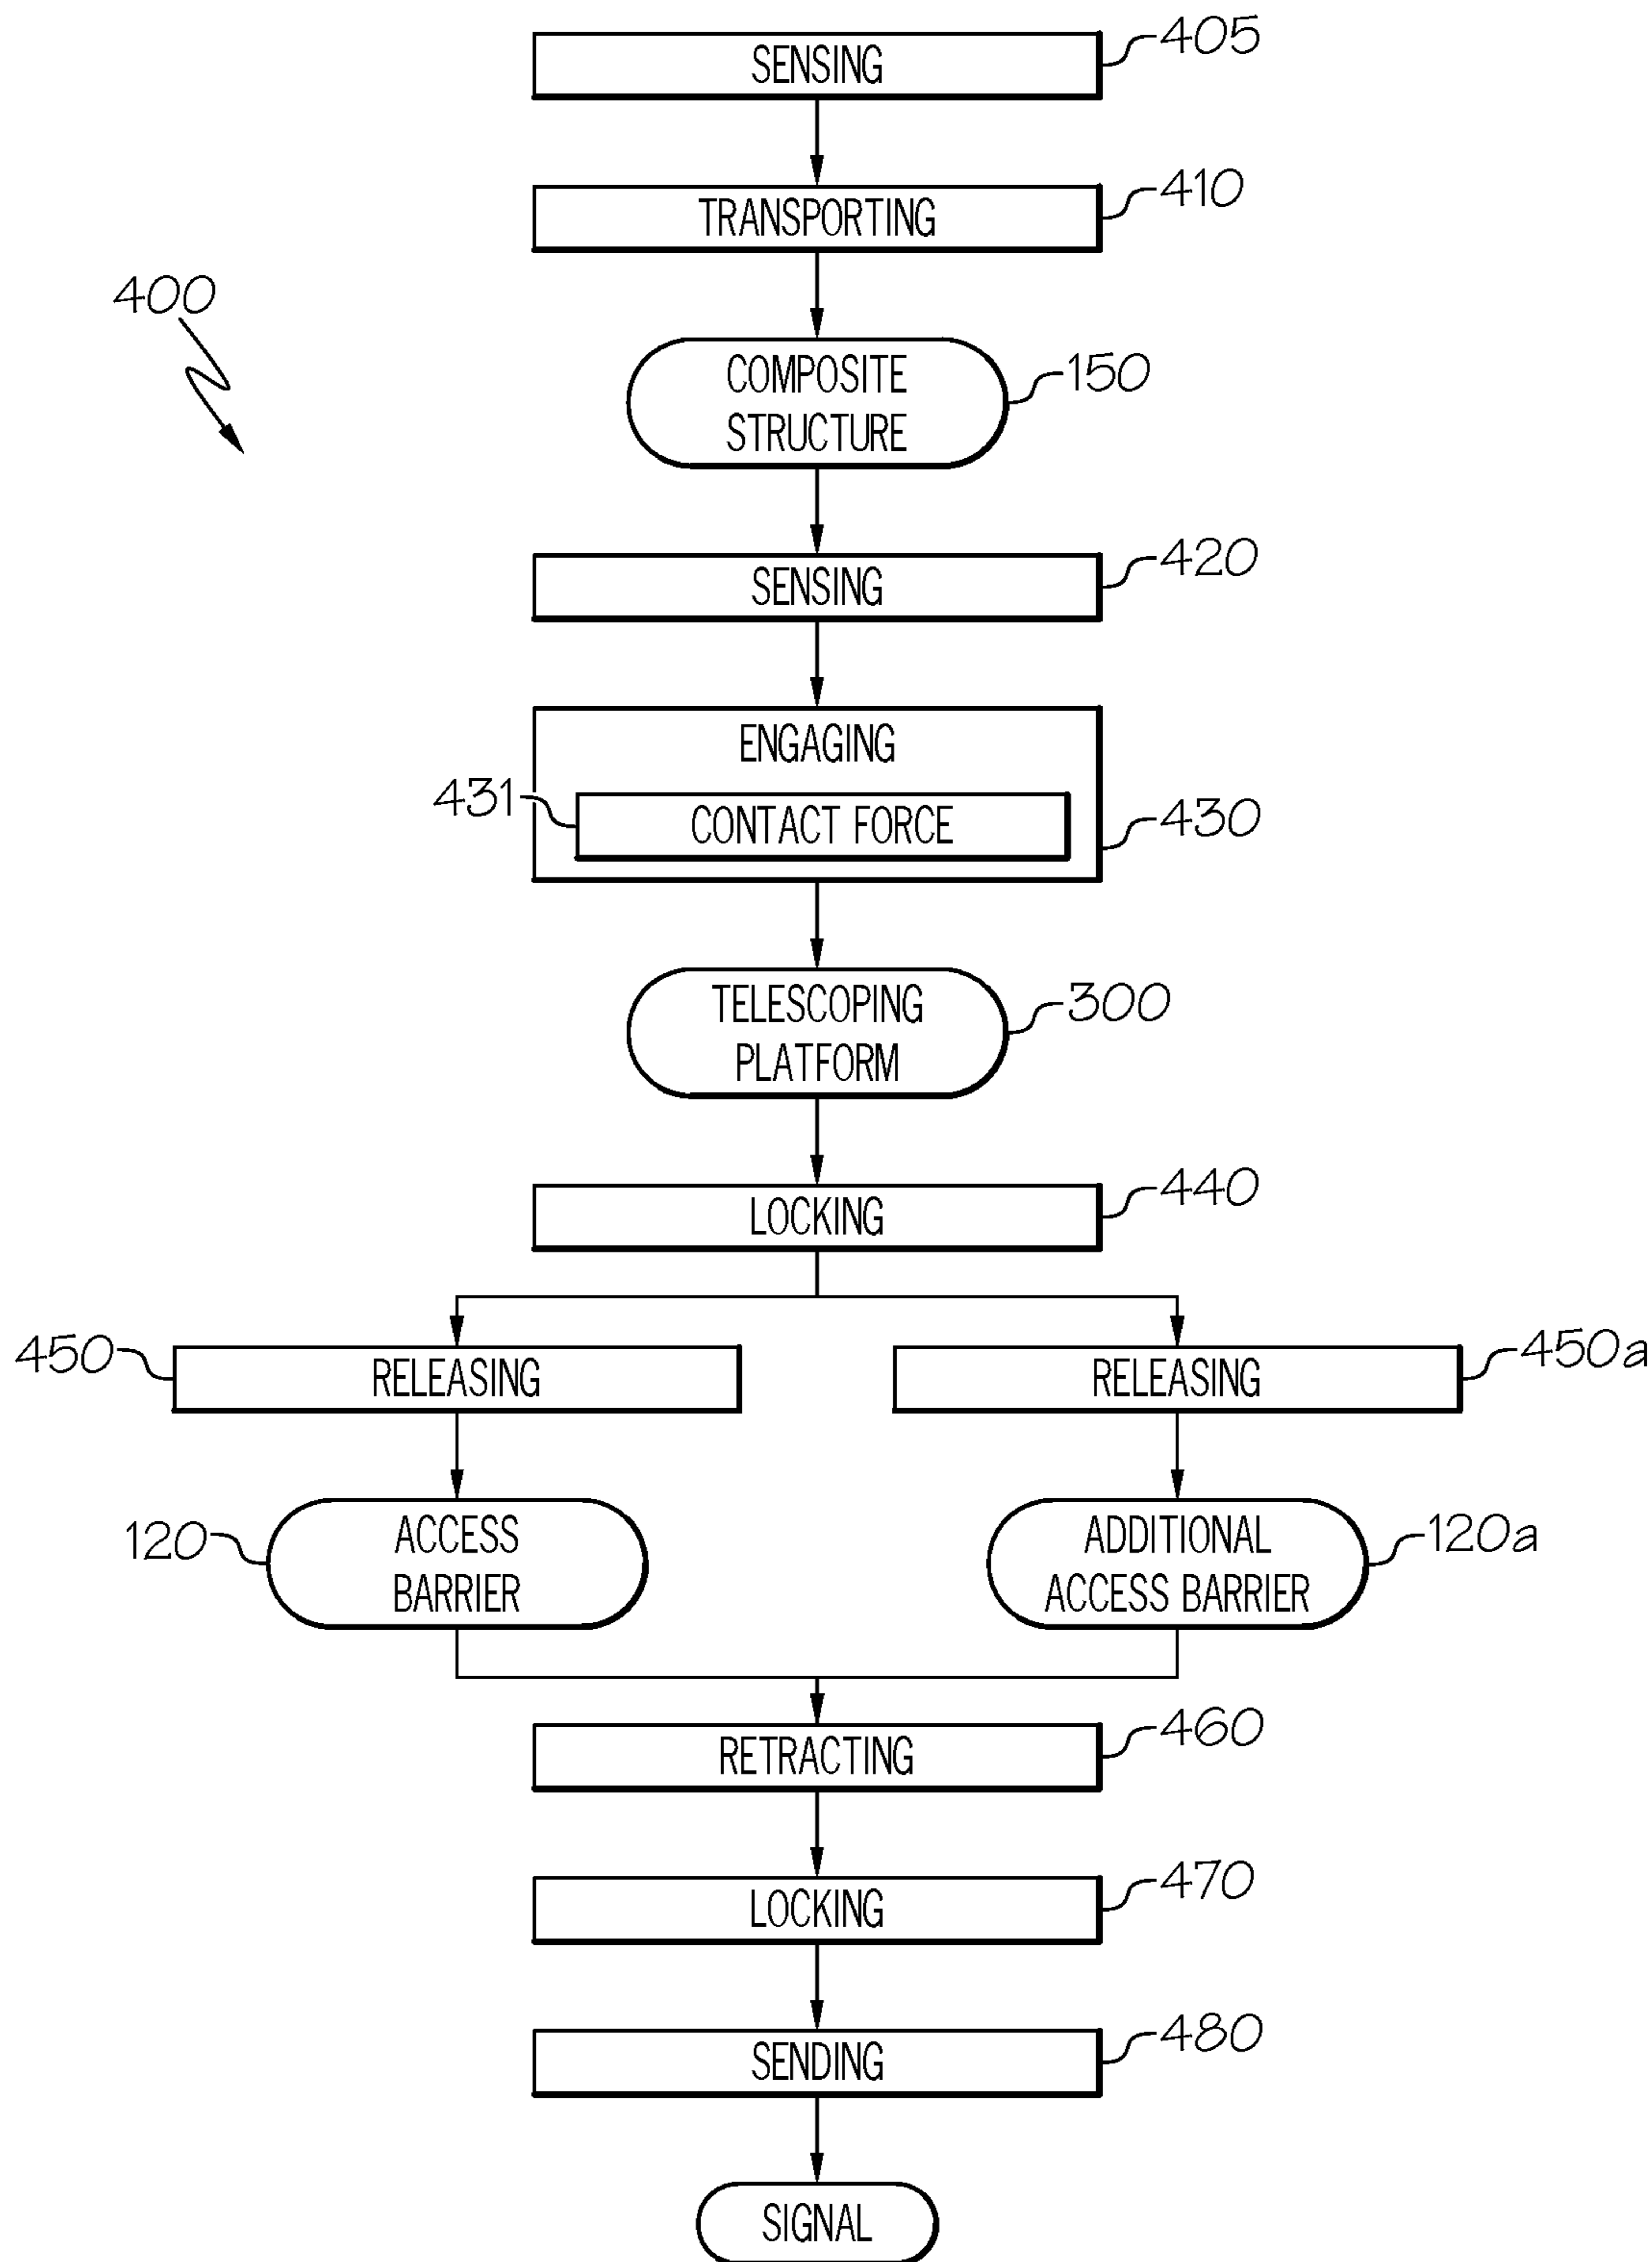 SENSING
405
TRANSPORTING
410
400
COMPOSITE
STRUCTURE
150
SENSING
420
ENGAGING
431
CONTACT FORCE
430
TELESCOPING
PLATFORM
300
LOCKING
440
450
RELEASING
RELEASING
450a
120
ACCESS
BARRIER
ADDITIONAL
ACCESS BARRIER
120a
RETRACTING
460
LOCKING
470
SENDING
480
SIGNAL